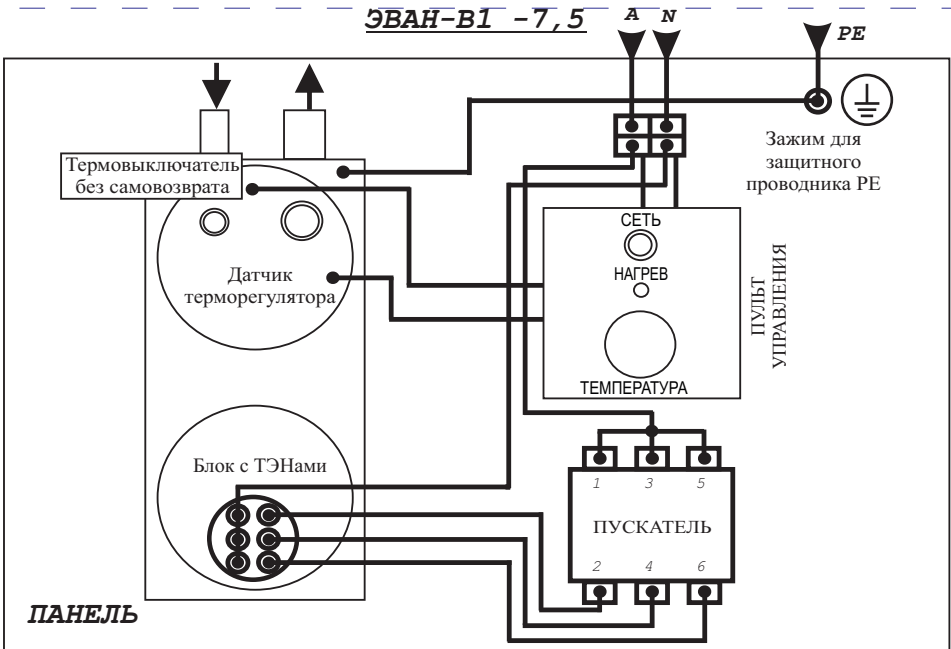 ЭВАН-В1 -7,5
A N
PE
Зажим для
защитного
проводника PE
Термовыключатель
без самовозврата
Датчик
терморегулятора
СЕТЬ
НАГРЕВ
ТЕМПЕРАТУРА
ПУЛЬТ
УПРАВЛЕНИЯ
Блок с ТЭНами
1 3 5
ПУСКАТЕЛЬ
2 4 6
ПАНЕЛЬ